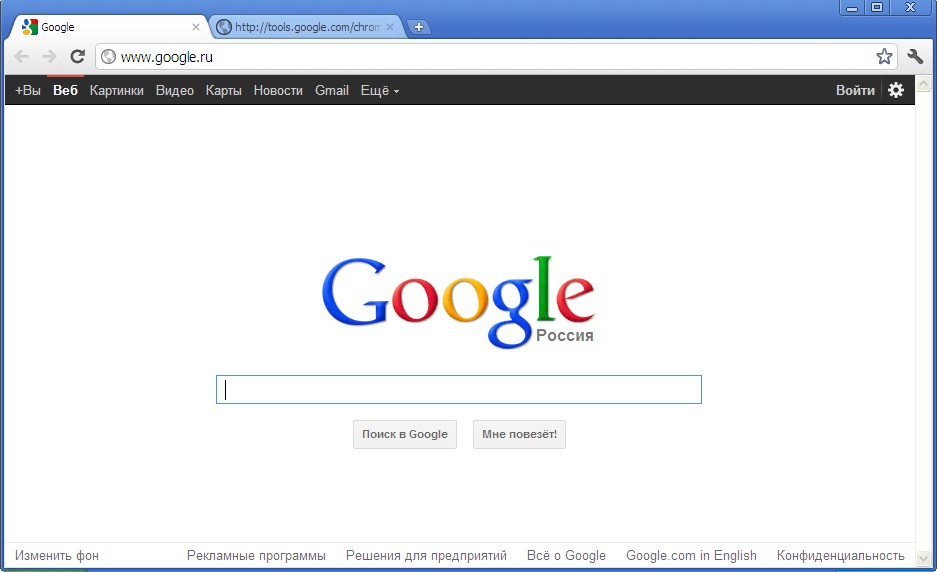 Google
http://tools.google.com/chrom
www.google.ru
+Вы Веб Картинки Видео Карты Новости Gmail Ещё Войти
Google
Россия
Поиск в Google Мне повезёт!
Изменить фон Рекламные программы Решения для предприятий Всё о Google Google.com in English Конфиденциальность